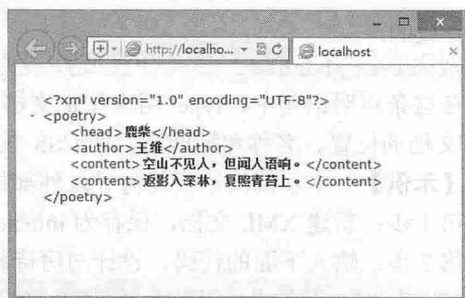 http://localho...
localhost
<?xml version="1.0" encoding="UTF-8"?>
- <poetry>
<head>鹿柴</head>
<author>王维</author>
<content>空山不见人，但闻人语响。</content>
<content>返影入深林，复照青苔上。</content>
</poetry>